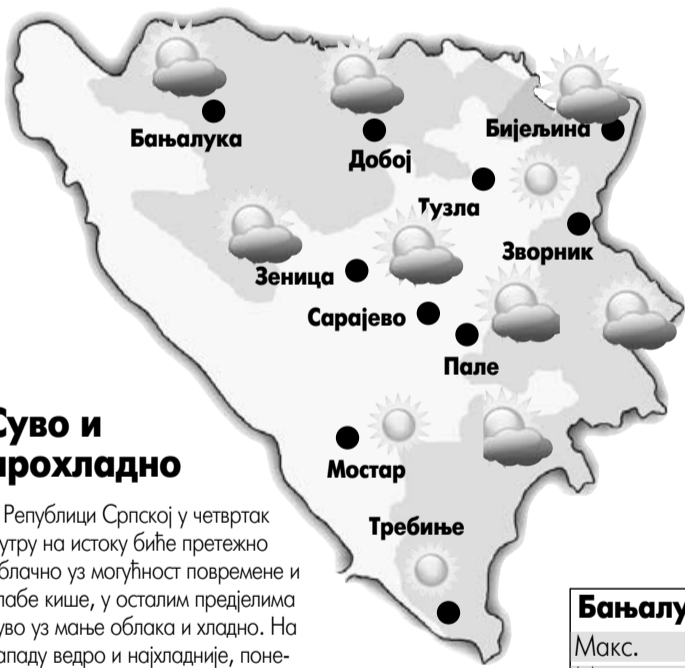 Бањалука
Добој
Бијељина
Тузла
Зворник
Зеница
Сарајево
Пале
Мостар
Требиње
Суво и
прохладно
Републици Српској у четвртак
јутру на истоку биће претежно
облачно уз могућност повремене и
слабе кише, у осталим предјелима
суво уз мање облака и хладно. На
западу ведро и најхладније, поне-
Бањалу
Макс.